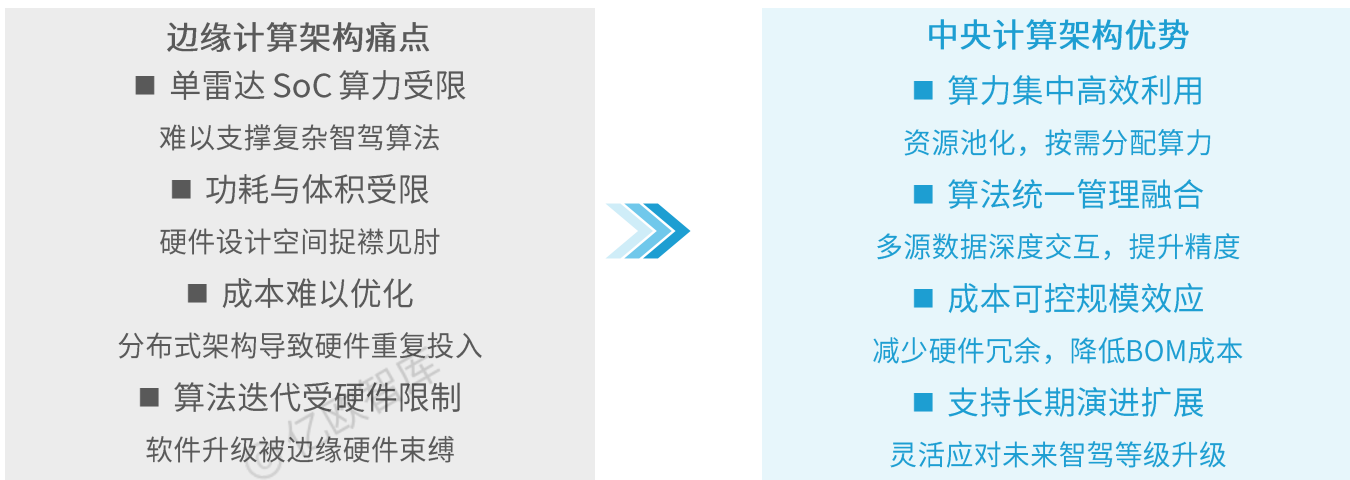 边缘计算架构痛点
■ 单雷达 SoC 算力受限
难以支撑复杂智驾算法
■ 功耗与体积受限
硬件设计空间捉襟见肘
■ 成本难以优化
分布式架构导致硬件重复投入
■ 算法迭代受硬件限制
软件升级被边缘硬件束缚
© 亿欧智库
中央计算架构优势
■ 算力集中高效利用
资源池化，按需分配算力
■ 算法统一管理融合
多源数据深度交互，提升精度
■ 成本可控规模效应
减少硬件冗余，降低BOM成本
■ 支持长期演进扩展
灵活应对未来智驾等级升级